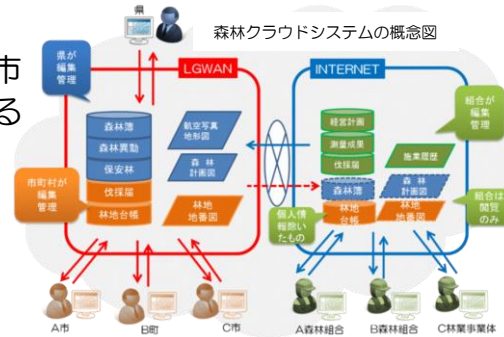 県
森林クラウドシステムの概念図
市
る
県が
編集
管理
LGWAN
INTERNET
森林簿
森林異動
保安林
伐採届
林地台帳
航空写真
地形図
森 林
計画図
林地
地番図
市町村が
編集
管理
経営計画
測量成果
伐採届
森林簿
林地
台帳
施業履歴
森 林
計画図
林地
地番図
組合が
編集
管理
組合は
閲覧
のみ
個人情
報除いた
もの
A市
B町
C市
A森林組合
B森林組合
C林業事業体